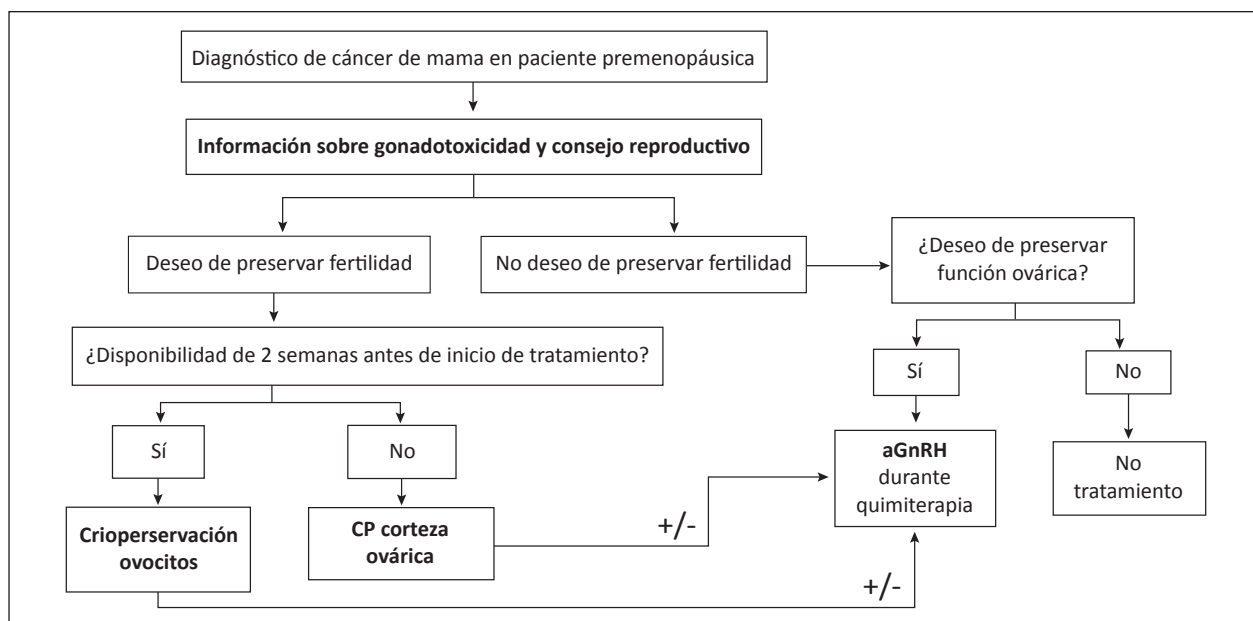 Diagnóstico de cáncer de mama en paciente premenopáusica
Información sobre gonadotoxicidad y consejo reproductivo
Deseo de preservar fertilidad
No deseo de preservar fertilidad
¿Deseo de preservar
función ovárica?
¿Disponibilidad de 2 semanas antes de inicio de tratamiento?
Sí
No
Sí
No
Crioperservación
ovocitos
CP corteza
ovárica
+/-
+/-
aGnRH
durante
quimiterapia
No
tratamiento